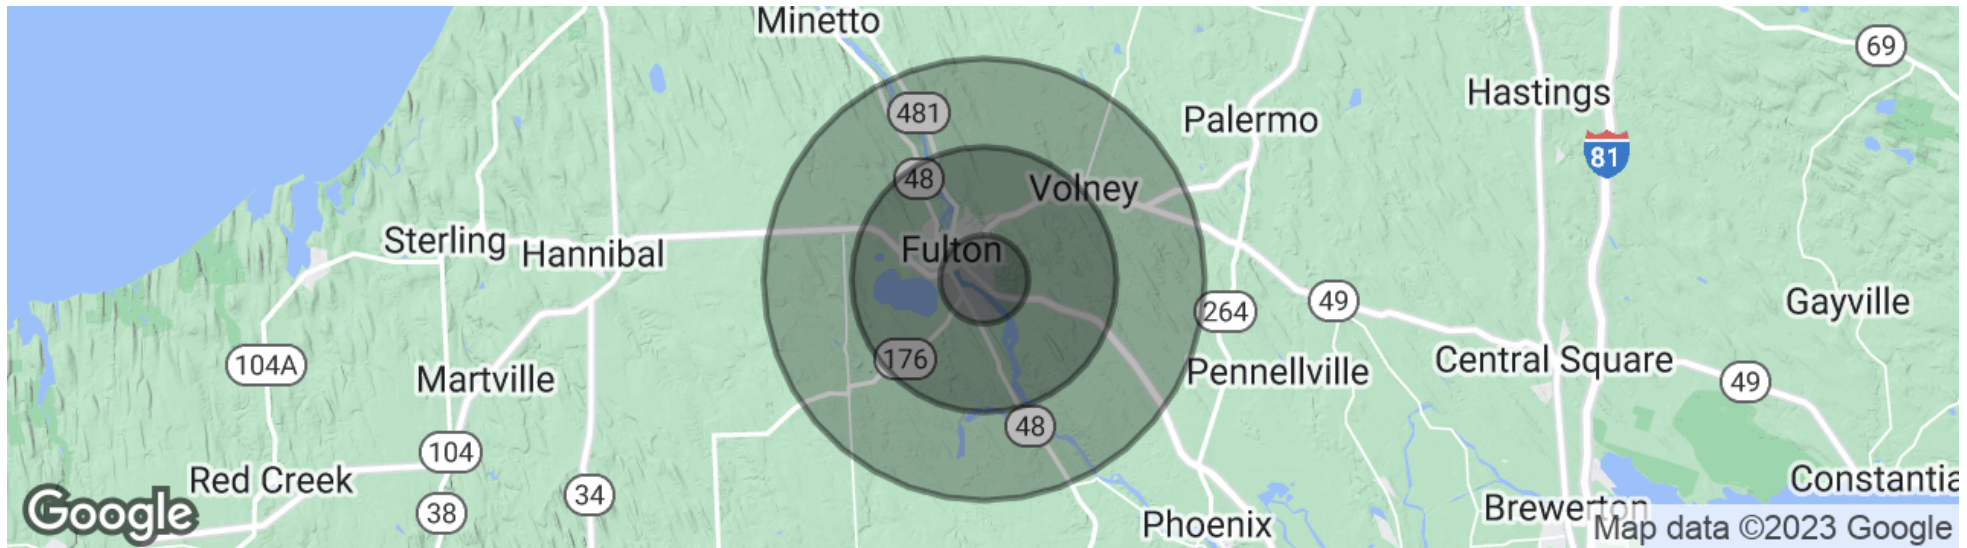 Minetto
69
Hastings
481
Palermo
81
48
Volney
Sterling
Hannibal
Fulton
49
264
Gayville
104A
176
Central Square
Martville
Pennellville
49
48
104
Red Creek
34
Constantia
38
Brewerton
Google
Phoenix
Map data ©2023 Google